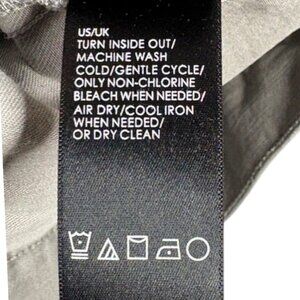 US/UK
TURN INSIDE OUT/
MACHINE WASH
COLD/GENTLE CYCLE/
ONLY NON-CHLORINE
BLEACH WHEN NEEDED/
AIR DRY/COOL IRON
WHEN NEEDED/
OR DRY CLEAN